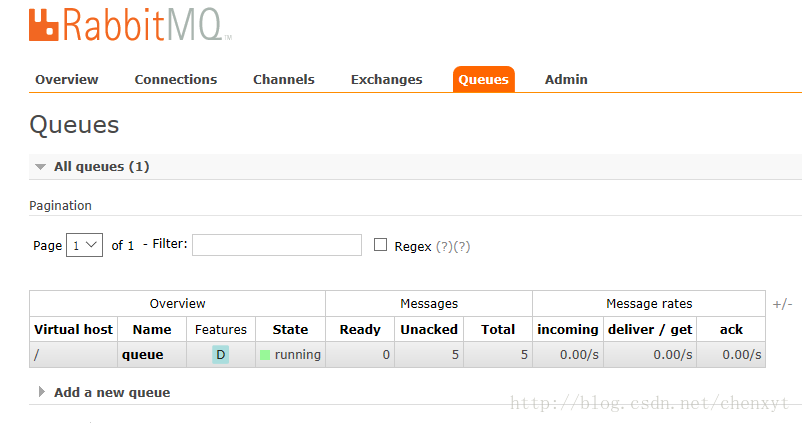 RabbitMQ™
Overview Connections Channels Exchanges Queues Admin
Queues
All queues (1)
Pagination
Page 1 of 1 - Filter: Regex (?)(?)
Overview Messages Message rates +/-
Virtual host Name Features State Ready Unacked Total incoming deliver / get ack
/ queue D running 0 5 5 0.00/s 0.00/s 0.00/s
Add a new queue
http://blog.csdn.net/chenxyt